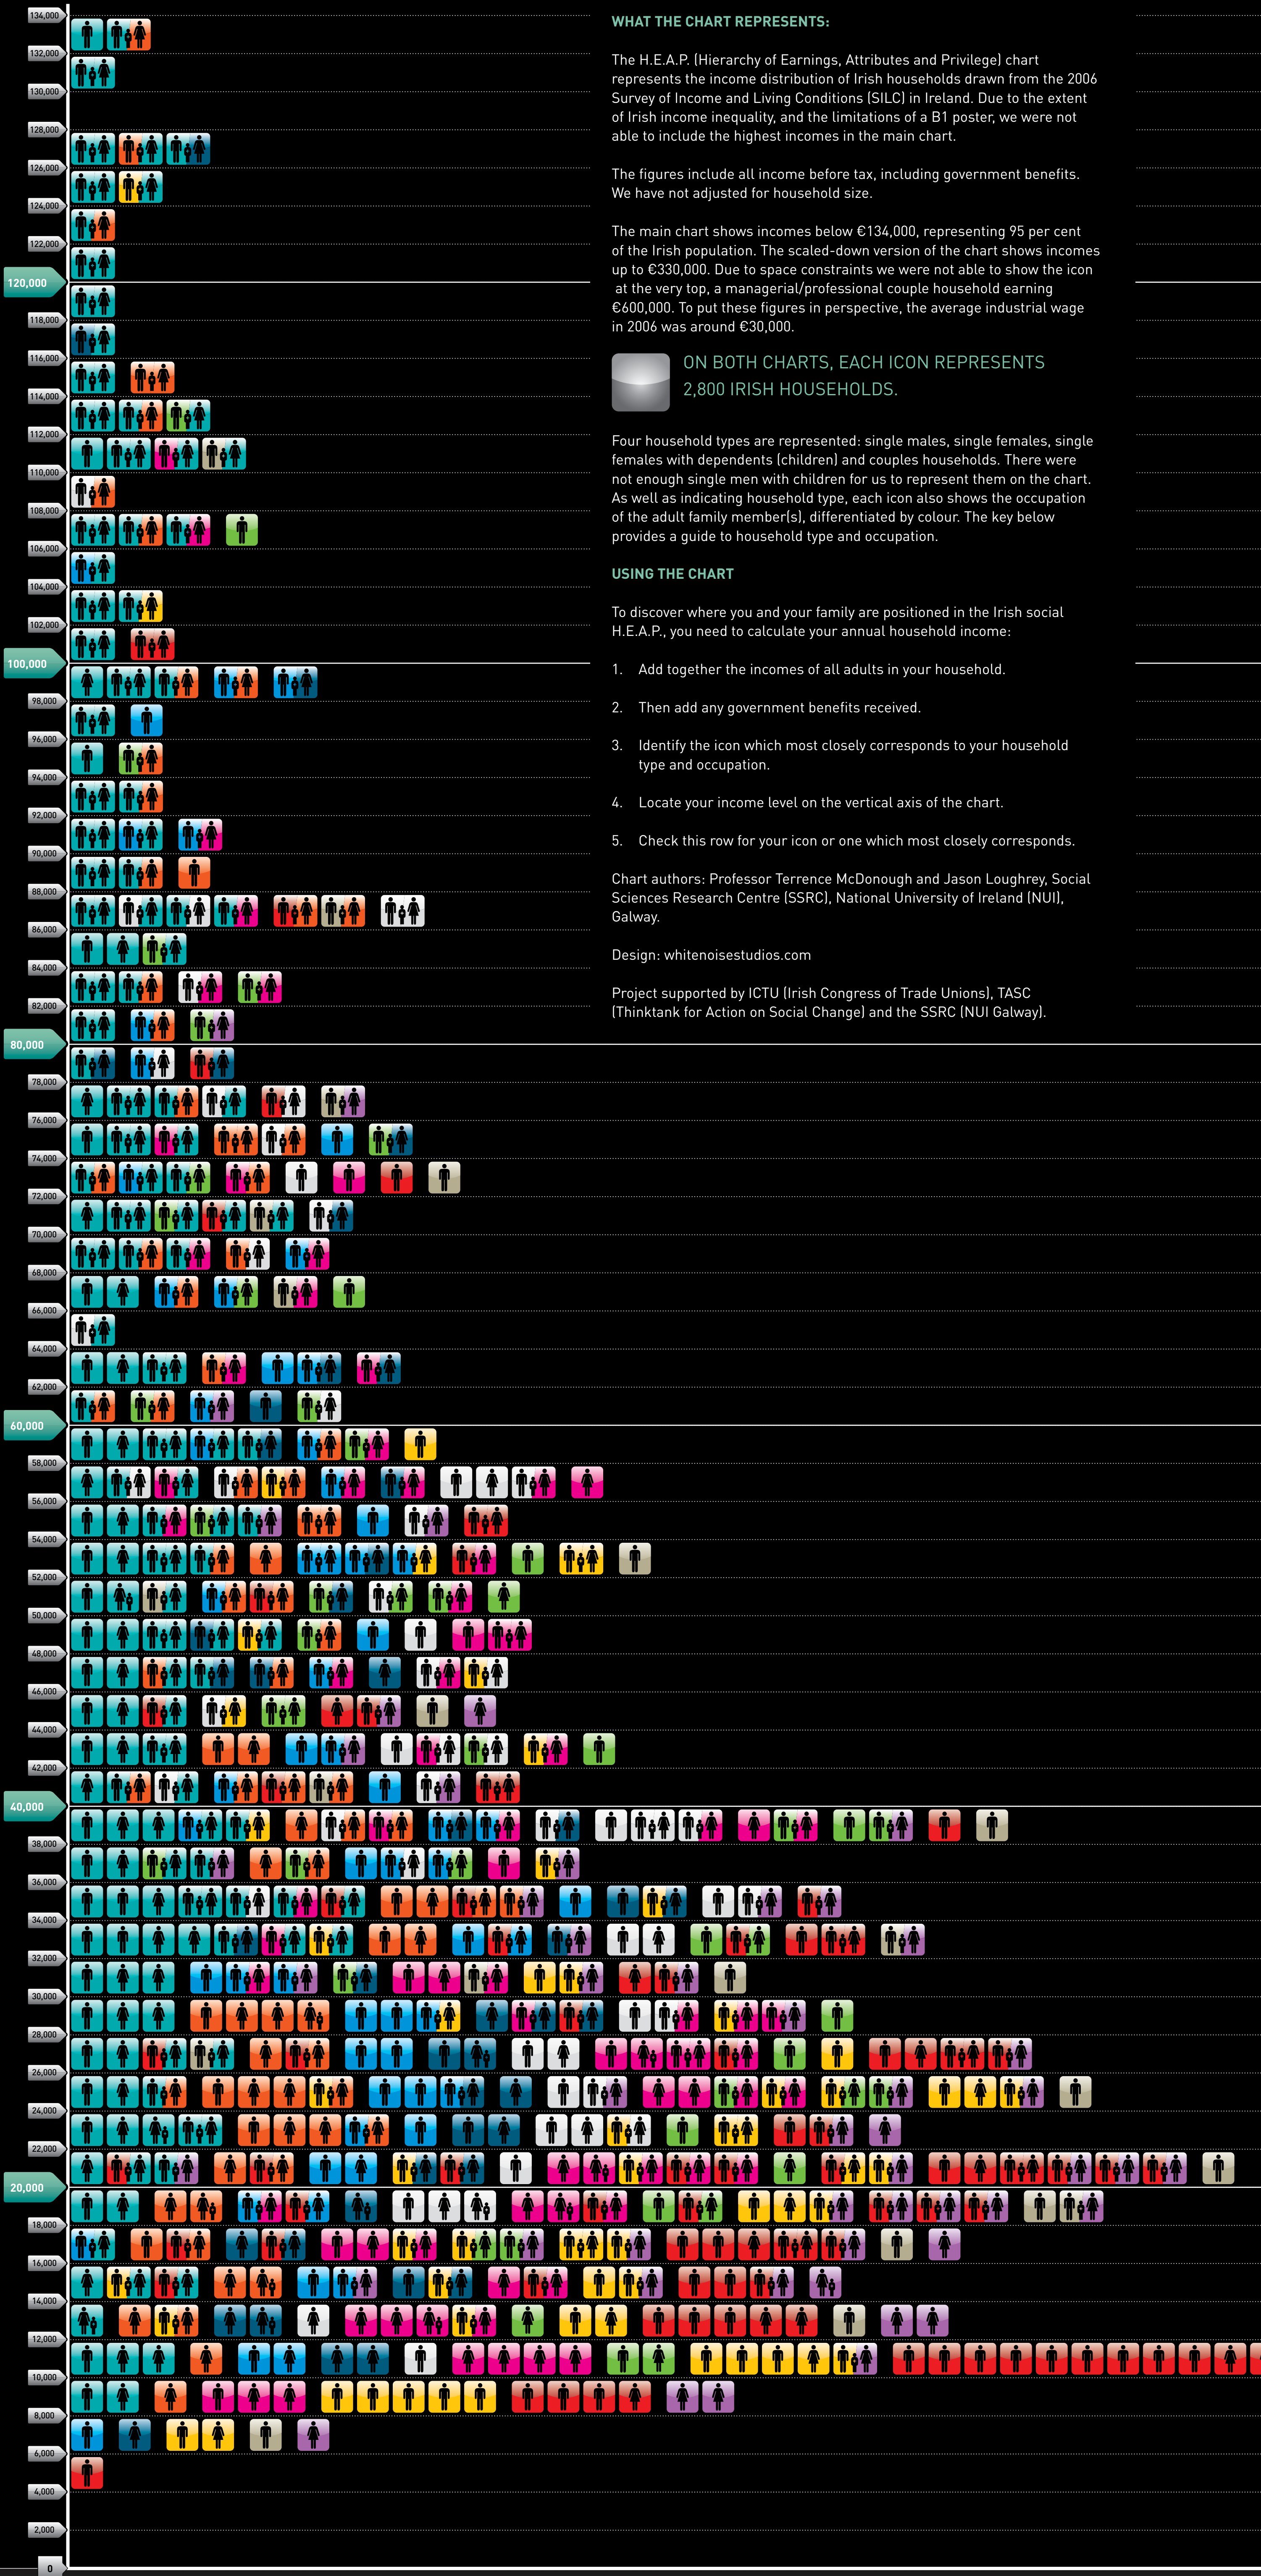 134,000
132,000
130,000
128,000
126,000
124,000
122,000
120,000
118,000
116,000
114,000
112,000
110,000
108,000
106,000
104,000
102,000
100,000
98,000
96,000
94,000
92,000
90,000
88,000
86,000
84,000
82,000
80,000
78,000
76,000
74,000
72,000
70,000
68,000
66,000
64,000
62,000
60,000
58,000
56,000
54,000
52,000
50,000
48,000
46,000
44,000
42,000
40,000
38,000
36,000
34,000
32,000
30,000
28,000
26,000
24,000
22,000
20,000
18,000
16,000
14,000
12,000
10,000
8,000
6,000
4,000
2,000
0
WHAT THE CHART REPRESENTS:
The H.E.A.P. (Hierarchy of Earnings, Attributes and Privilege) chart
represents the income distribution of Irish households drawn from the 2006
Survey of Income and Living Conditions (SILC) in Ireland. Due to the extent
of Irish income inequality, and the limitations of a B1 poster, we were not
able to include the highest incomes in the main chart.
The figures include all income before tax, including government benefits.
We have not adjusted for household size.
The main chart shows incomes below €134,000, representing 95 per cent
of the Irish population. The scaled-down version of the chart shows incomes
up to €330,000. Due to space constraints we were not able to show the icon
at the very top, a managerial/professional couple household earning
€600,000. To put these figures in perspective, the average industrial wage
in 2006 was around €30,000.
ON BOTH CHARTS, EACH ICON REPRESENTS
2,800 IRISH HOUSEHOLDS.
Four household types are represented: single males, single females, single
females with dependents (children) and couples households. There were
not enough single men with children for us to represent them on the chart.
As well as indicating household type, each icon also shows the occupation
of the adult family member(s), differentiated by colour. The key below
provides a guide to household type and occupation.
USING THE CHART
To discover where you and your family are positioned in the Irish social
H.E.A.P., you need to calculate your annual household income:
1. Add together the incomes of all adults in your household.
2. Then add any government benefits received.
3. Identify the icon which most closely corresponds to your household
type and occupation.
4. Locate your income level on the vertical axis of the chart.
5. Check this row for your icon or one which most closely corresponds.
Chart authors: Professor Terrence McDonough and Jason Loughrey, Social
Sciences Research Centre (SSRC), National University of Ireland (NUI),
Galway.
Design: whitenoisestudios.com
Project supported by ICTU (Irish Congress of Trade Unions), TASC
(Thinktank for Action on Social Change) and the SSRC (NUI Galway).